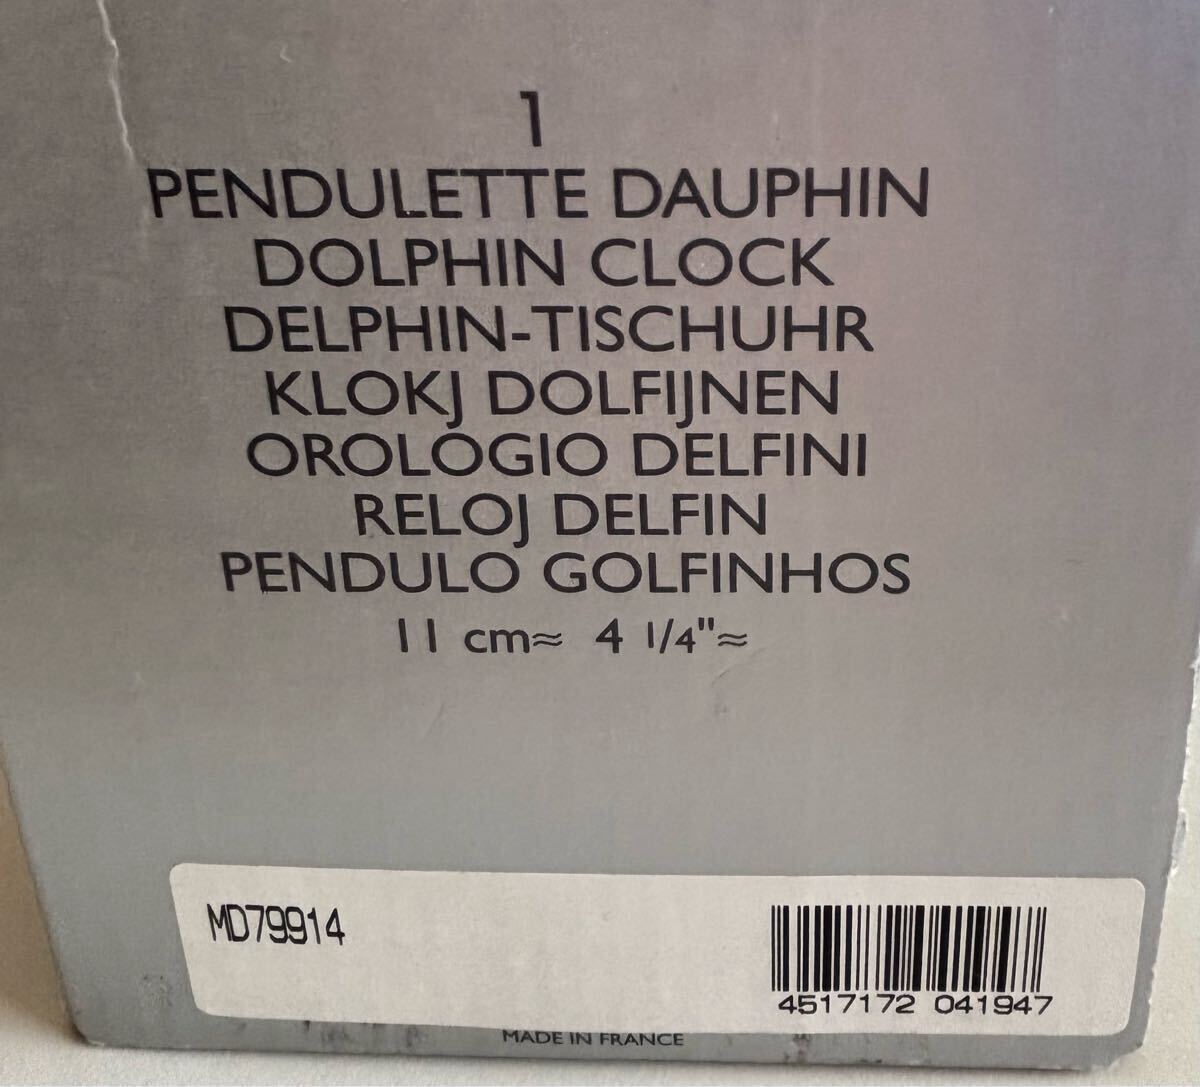 1
PENDULETTE DAUPHIN
DOLPHIN CLOCK
DELPHIN-TISCHUHR
KLOKJ DOLFIJNEN
OROLOGIO DELFINI
RELOJ DELFIN
PENDULO GOLFINHOS
11 cm≈ 4 1/4"≈
MD79914
4517172 041947
MADE IN FRANCE